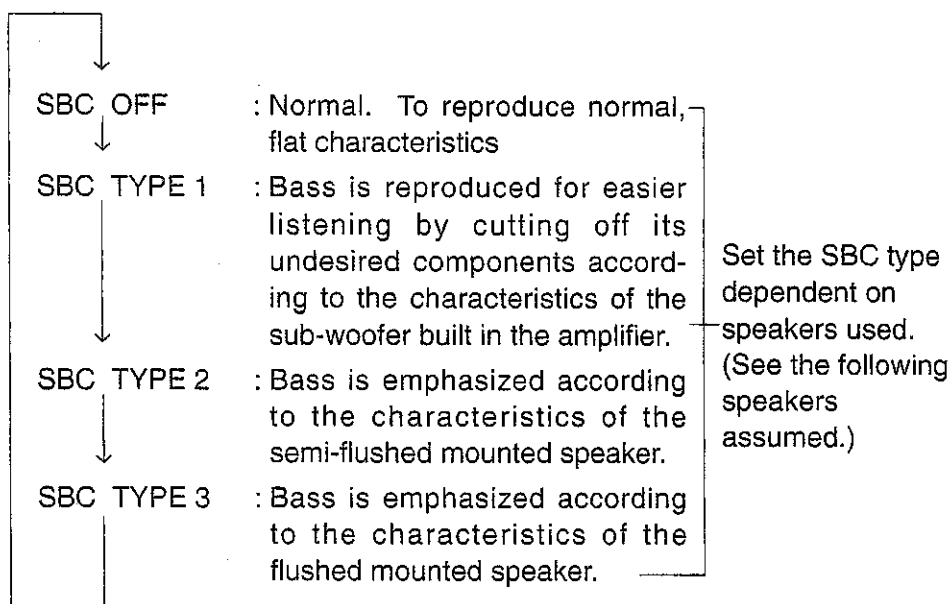 SBC OFF : Normal. To reproduce normal,
flat characteristics
SBC TYPE 1 : Bass is reproduced for easier
listening by cutting off its
undesired components accord-
ing to the characteristics of the
sub-woofer built in the amplifier.
SBC TYPE 2 : Bass is emphasized according
to the characteristics of the
semi-flushed mounted speaker.
SBC TYPE 3 : Bass is emphasized according
to the characteristics of the
flushed mounted speaker.
Set the SBC type
dependent on
speakers used.
(See the following
speakers
assumed.)